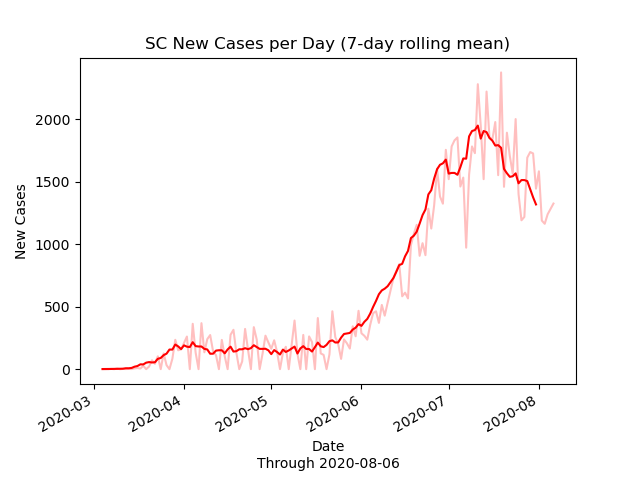 SC New Cases per Day (7-day rolling mean)
New Cases
2000
1500
1000
500
0
2020-03
2020-04
2020-05
2020-06
2020-07
2020-08
Date
Through 2020-08-06